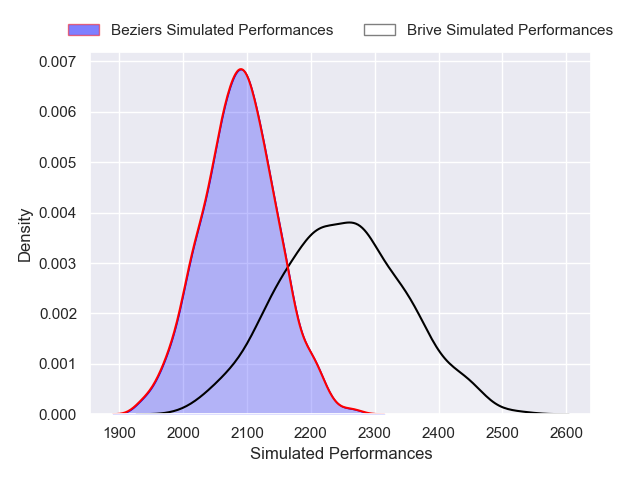 Beziers Simulated Performances
Brive Simulated Performances
0.007
0.006
0.005
0.004
0.003
0.002
0.001
0.000
Density
1900 2000 2100 2200 2300 2400 2500 2600
Simulated Performances